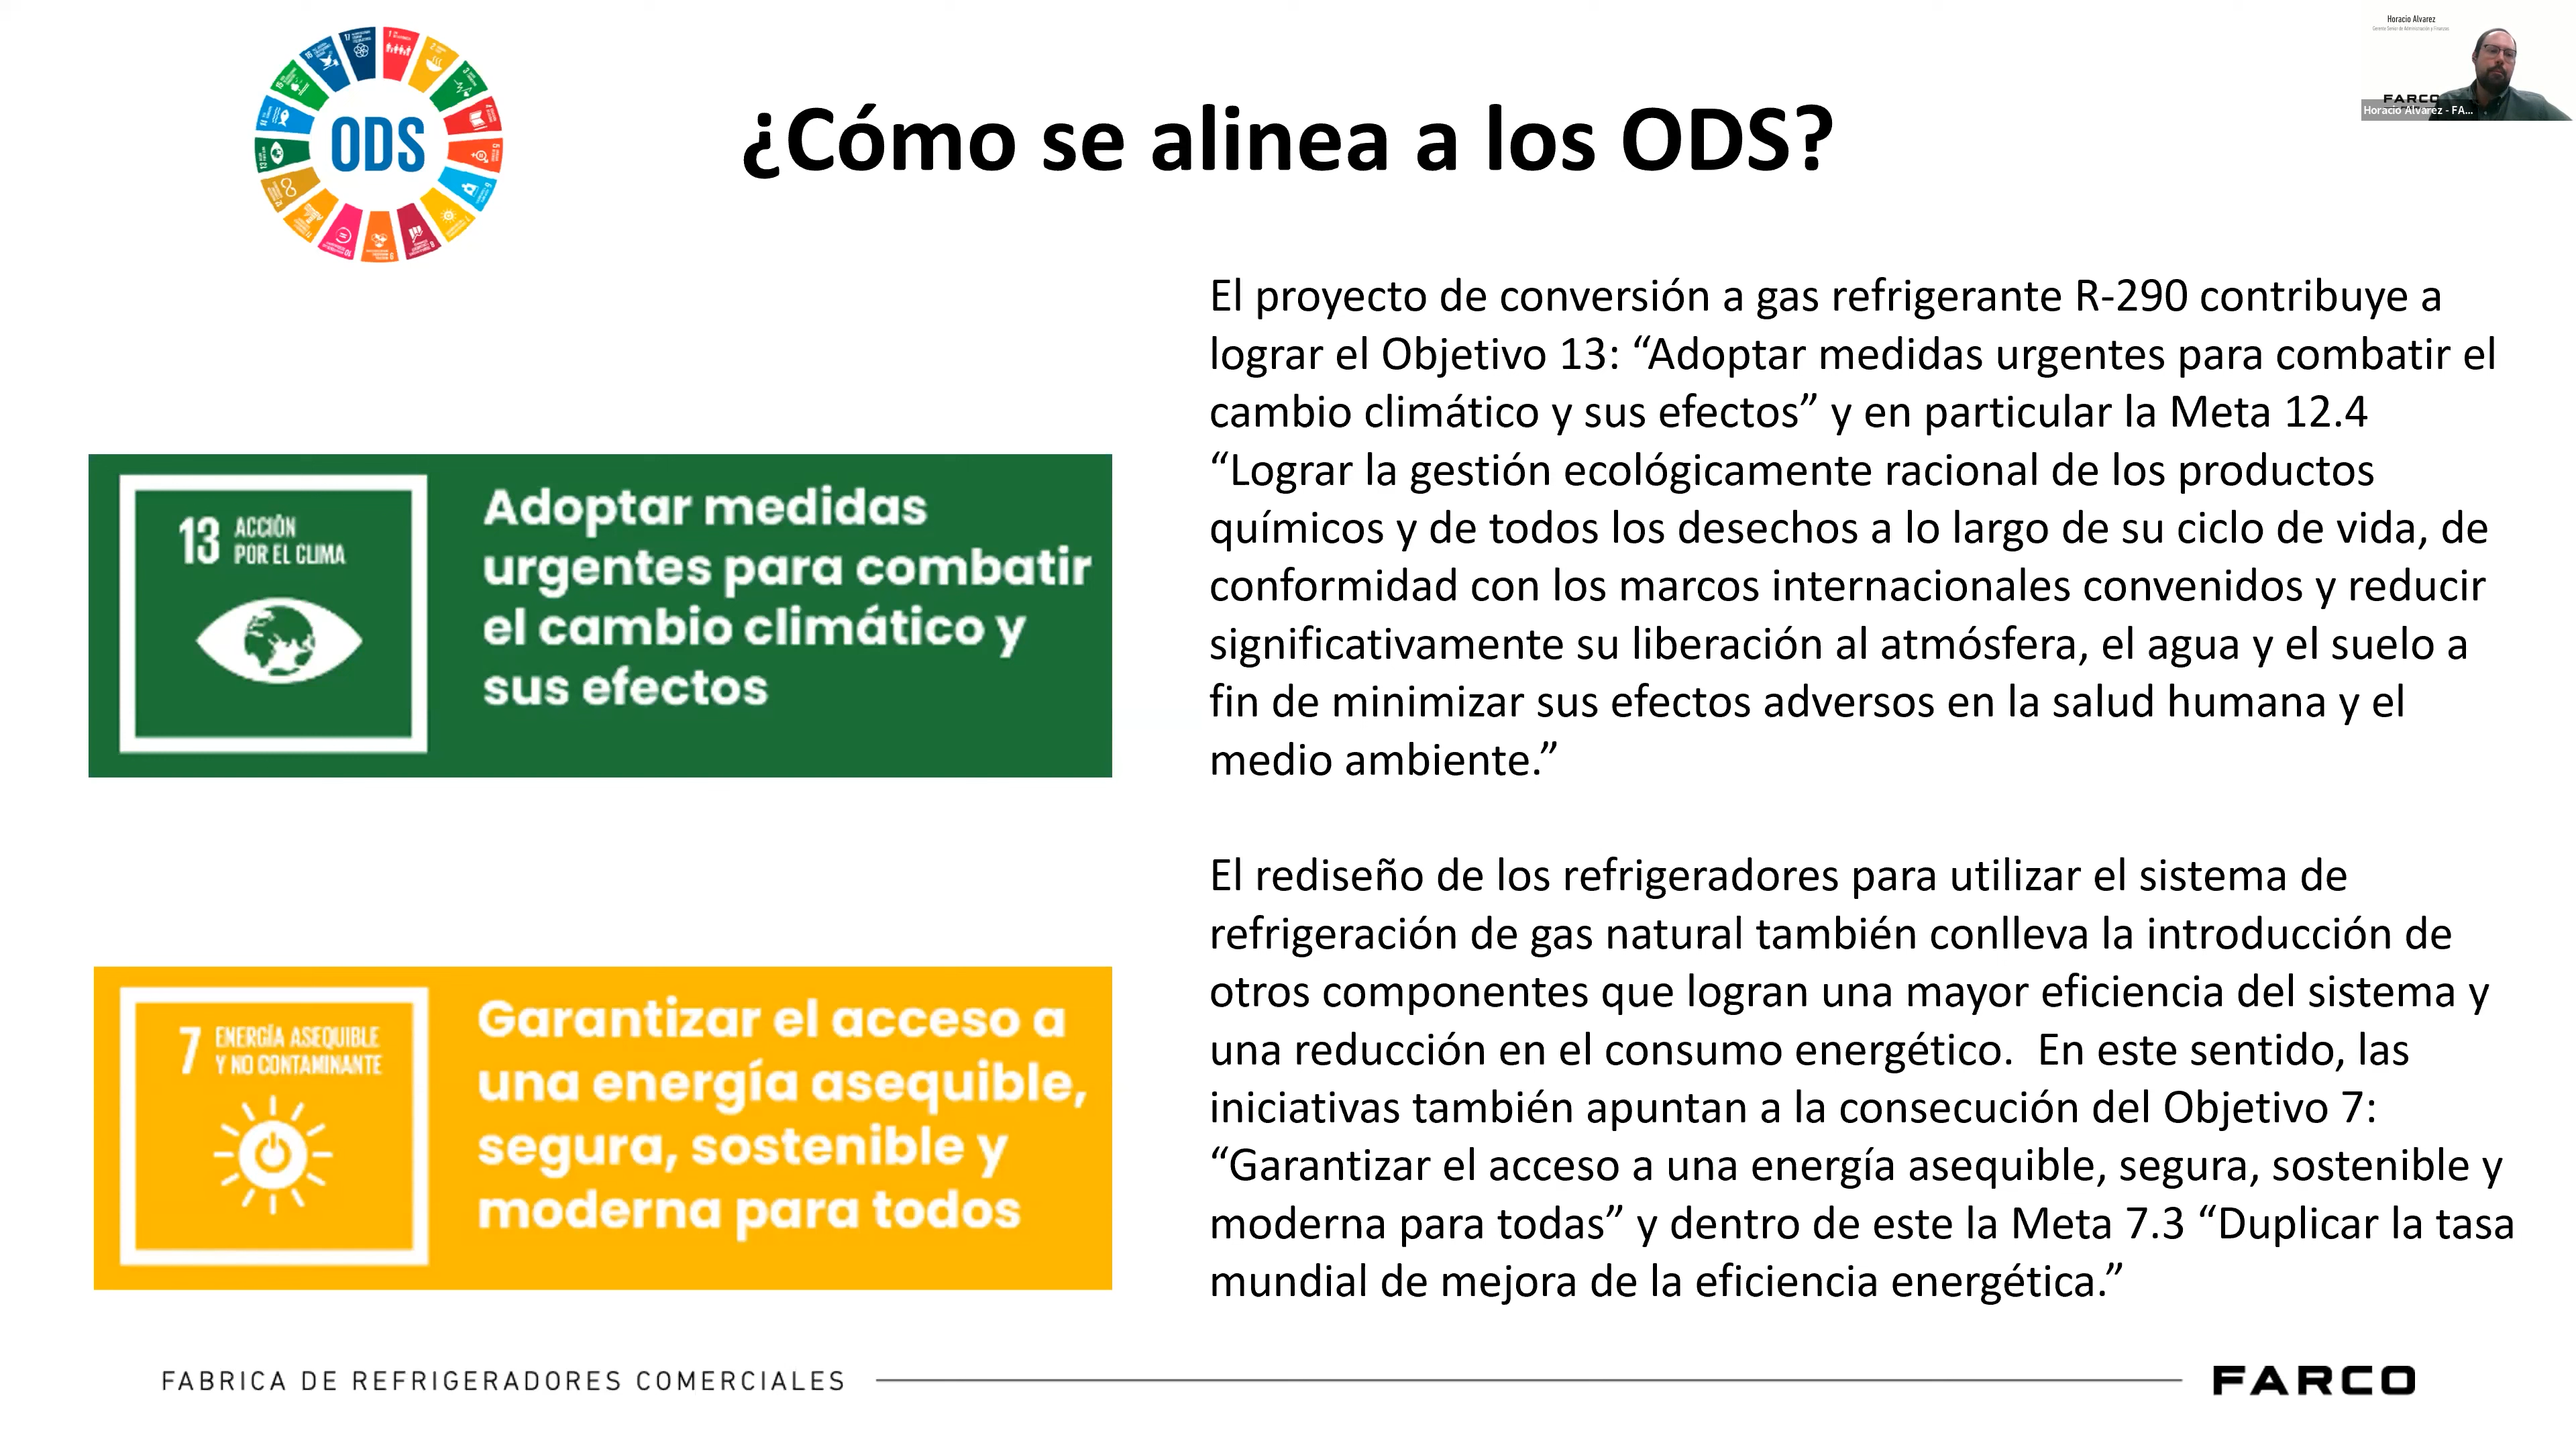 ODS
¿Cómo se alinea a los ODS?
Horacio Alvarez
Gerente Senior de Administración y Finanzas
FARCO
Horacio Alvarez - FA...
El proyecto de conversión a gas refrigerante R-290 contribuye a
lograr el Objetivo 13: “Adoptar medidas urgentes para combatir el
cambio climático y sus efectos” y en particular la Meta 12.4
“Lograr la gestión ecológicamente racional de los productos
químicos y de todos los desechos a lo largo de su ciclo de vida, de
conformidad con los marcos internacionales convenidos y reducir
significativamente su liberación al atmósfera, el agua y el suelo a
fin de minimizar sus efectos adversos en la salud humana y el
medio ambiente.”
13 ACCIÓN
POR EL CLIMA
Adoptar medidas
urgentes para combatir
el cambio climático y
sus efectos
El rediseño de los refrigeradores para utilizar el sistema de
refrigeración de gas natural también conlleva la introducción de
otros componentes que logran una mayor eficiencia del sistema y
una reducción en el consumo energético.  En este sentido, las
iniciativas también apuntan a la consecución del Objetivo 7:
“Garantizar el acceso a una energía asequible, segura, sostenible y
moderna para todas” y dentro de este la Meta 7.3 “Duplicar la tasa
mundial de mejora de la eficiencia energética.”
7 ENERGÍA ASEQUIBLE
Y NO CONTAMINANTE
Garantizar el acceso a
una energía asequible,
segura, sostenible y
moderna para todos
FABRICA DE REFRIGERADORES COMERCIALES
FARCO